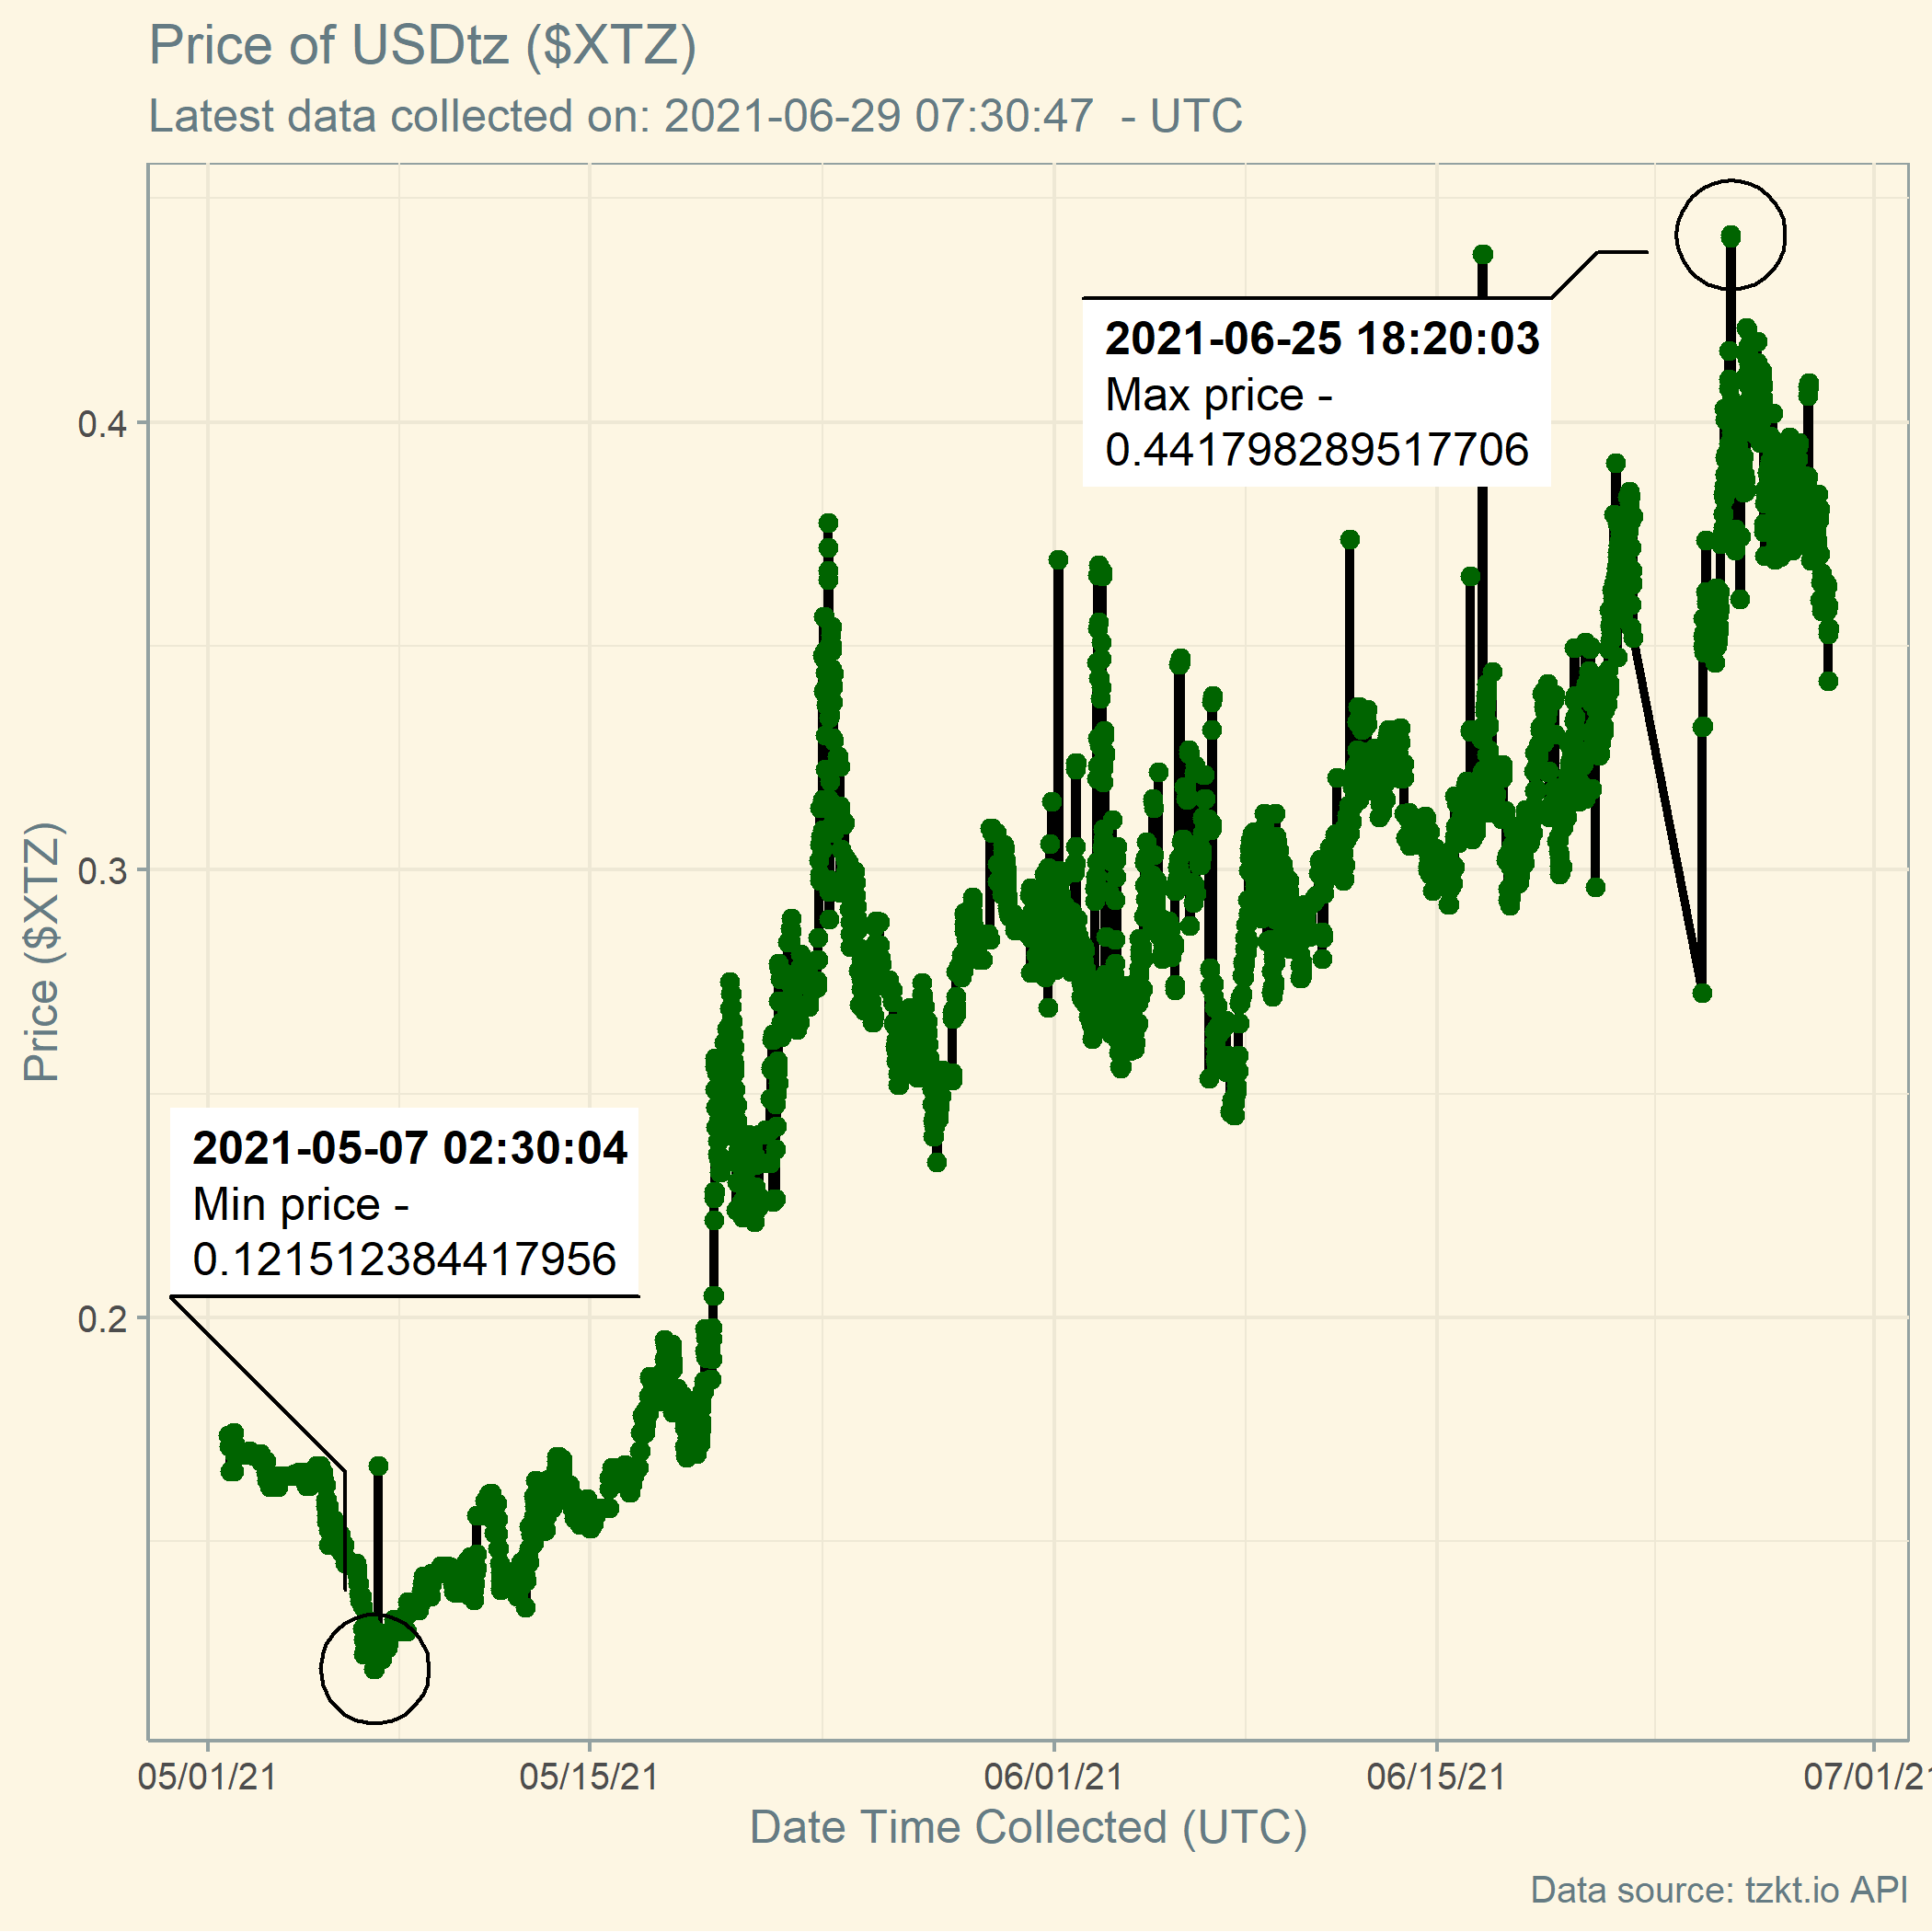 Price of USDtz ($XTZ)
Latest data collected on: 2021-06-29 07:30:47  - UTC
2021-06-25 18:20:03
Max price -
0.441798289517706
0.4
0.3
0.2
Price ($XTZ)
2021-05-07 02:30:04
Min price -
0.121512384417956
05/01/21
05/15/21
06/01/21
06/15/21
07/01/21
Date Time Collected (UTC)
Data source: tzkt.io API